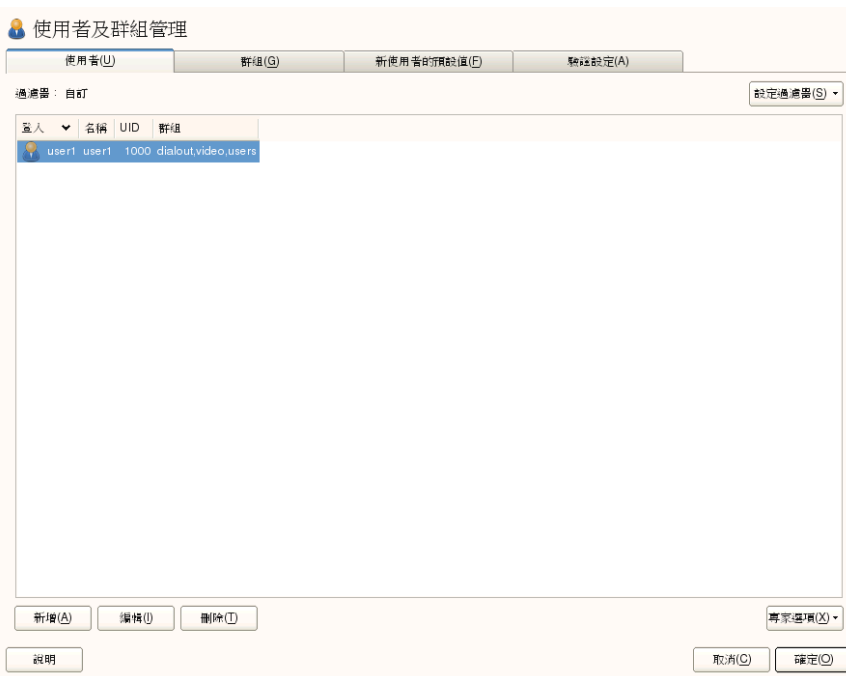 使用者及群組管理
使用者(U) 群組(G) 新使用者的預設值(F) 驗證設定(A)
過濾器：自訂 設定過濾器(S)
登入 名稱 UID 群組
user1 user1 1000 dialout,video,users
新增(A) 編輯(I) 刪除(T) 專家選項(X)
說明 取消(C) 確定(O)